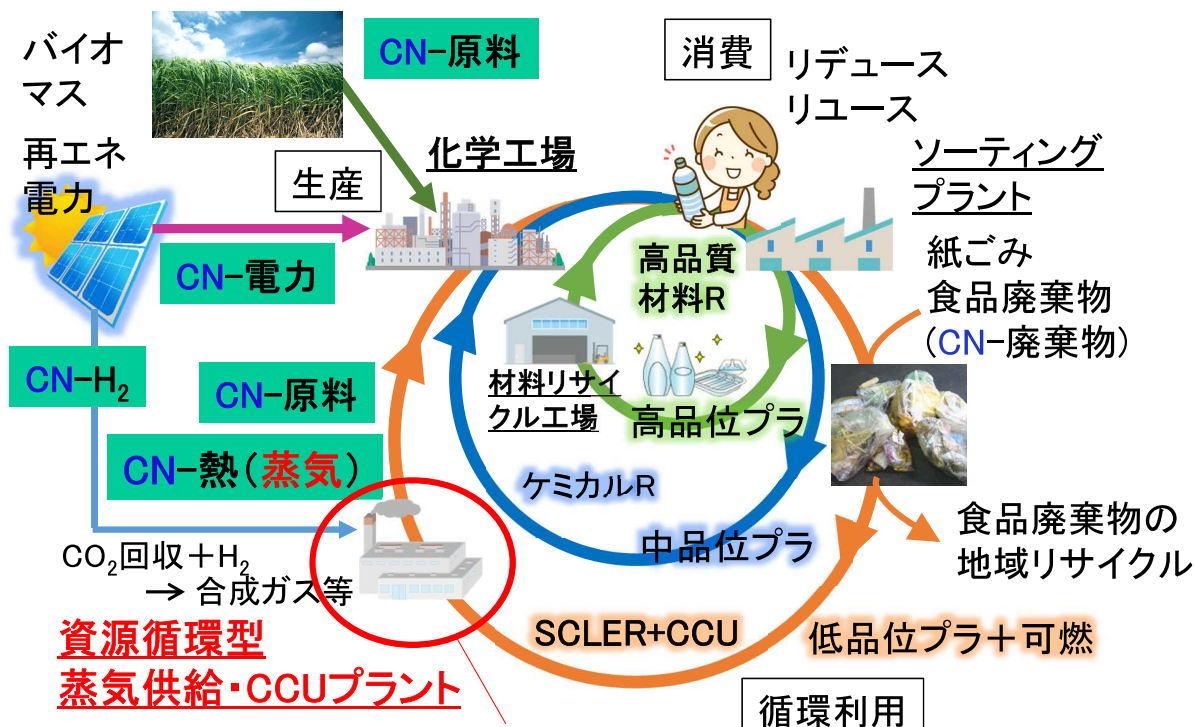 バイオ
マス
CN-原料
消費
リデュース
リユース
再エネ
電力
生産
化学工場
ソーティング
プラント
CN-電力
高品質
材料R
紙ごみ
食品廃棄物
(CN-廃棄物)
CN-H₂
CN-原料
材料リサイ
クル工場
高品位プラ
CN-熱(蒸気)
ケミカルR
中品位プラ
食品廃棄物の
地域リサイクル
CO₂回収+H₂
→ 合成ガス等
資源循環型
蒸気供給・CCUプラント
SCLER+CCU
低品位プラ+可燃
循環利用